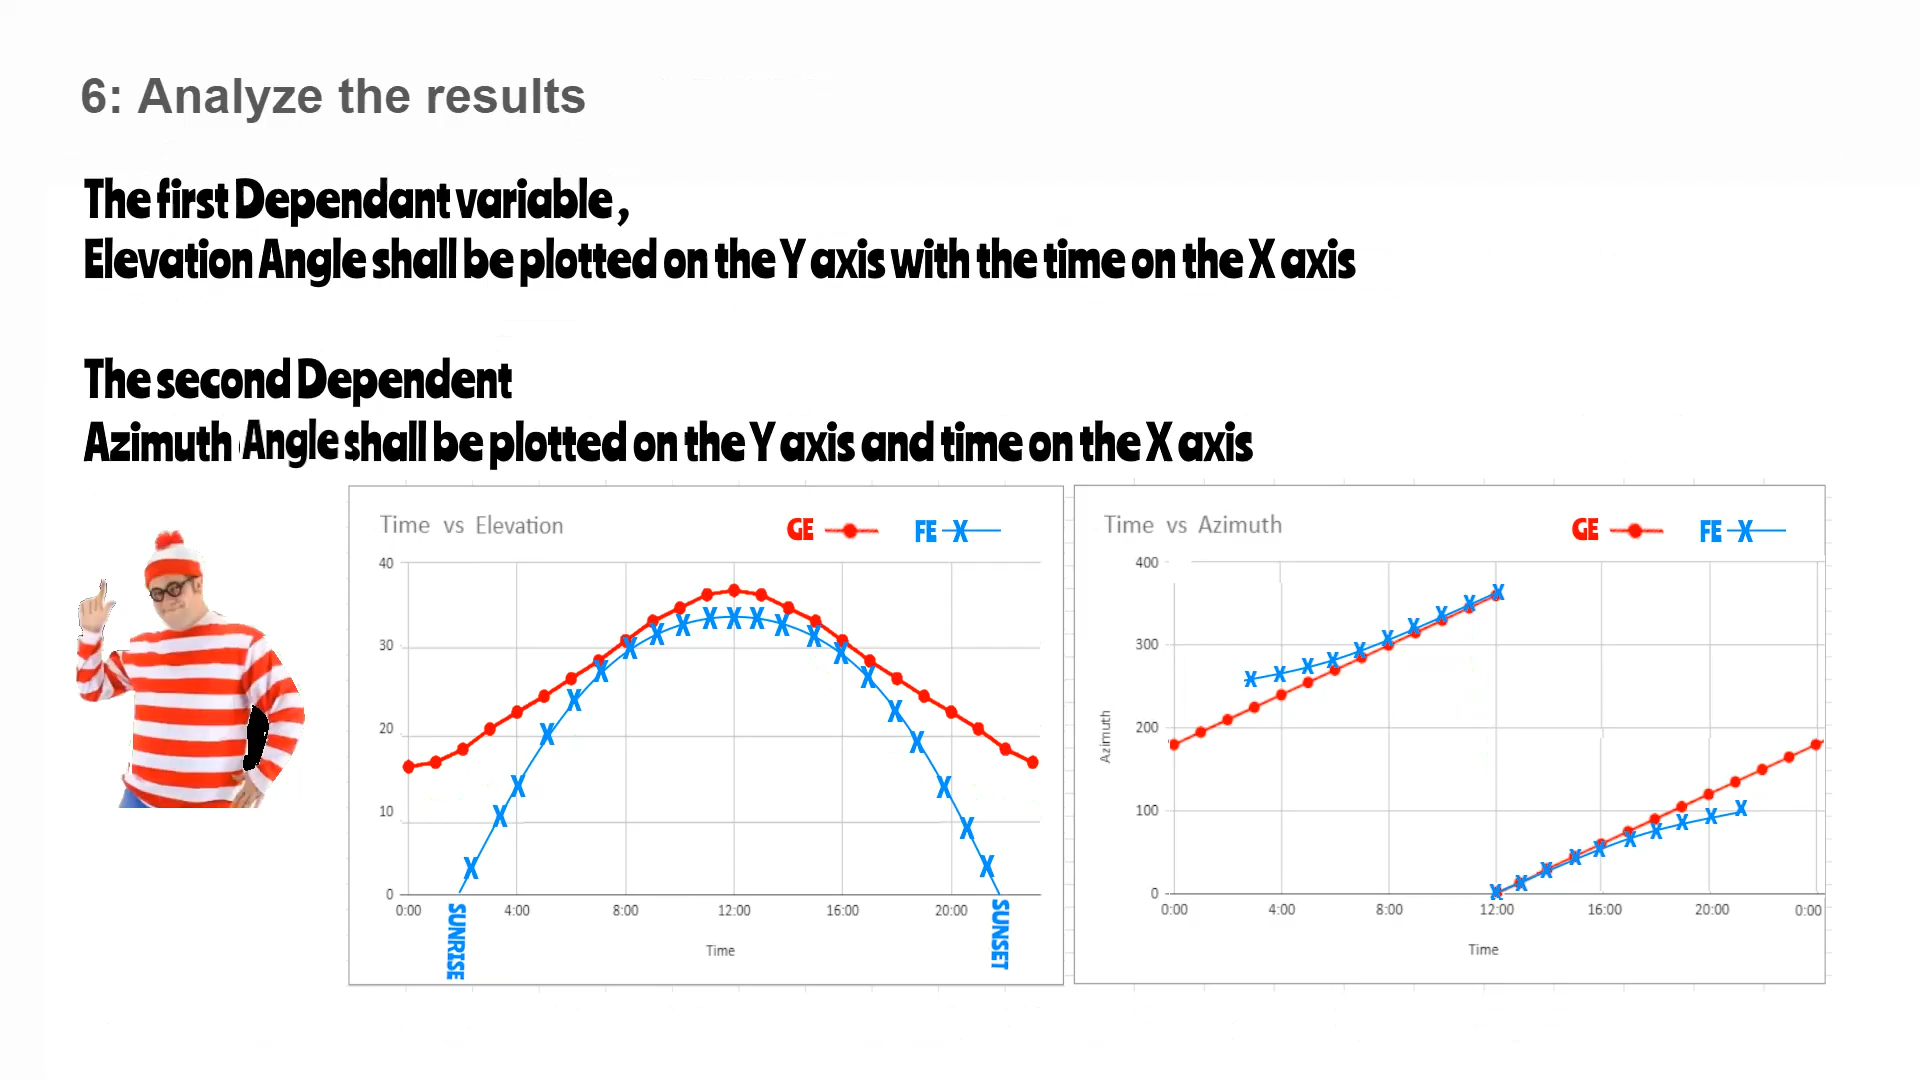 6: Analyze the results
The first Dependant variable,
Elevation Angle shall be plotted on the Y axis with the time on the X axis
The second Dependent
Azimuth Angle shall be plotted on the Y axis and time on the X axis
Time vs Elevation
GE
FE
40
30
20
10
0
0:00
4:00
8:00
12:00
16:00
20:00
SUNRISE
SUNSET
Time
Time vs Azimuth
GE
FE
400
300
200
100
0
Azimuth
0:00
4:00
8:00
12:00
16:00
20:00
0:00
Time